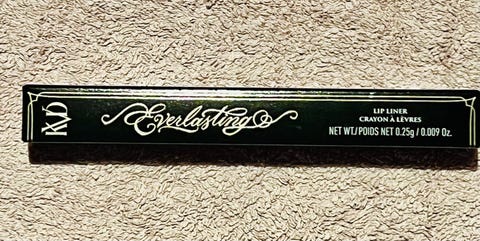 KVD
Everlasting
LIP LINER
CRAYON À LÈVRES
NET WT./POIDS NET 0.25g / 0.009 Oz.